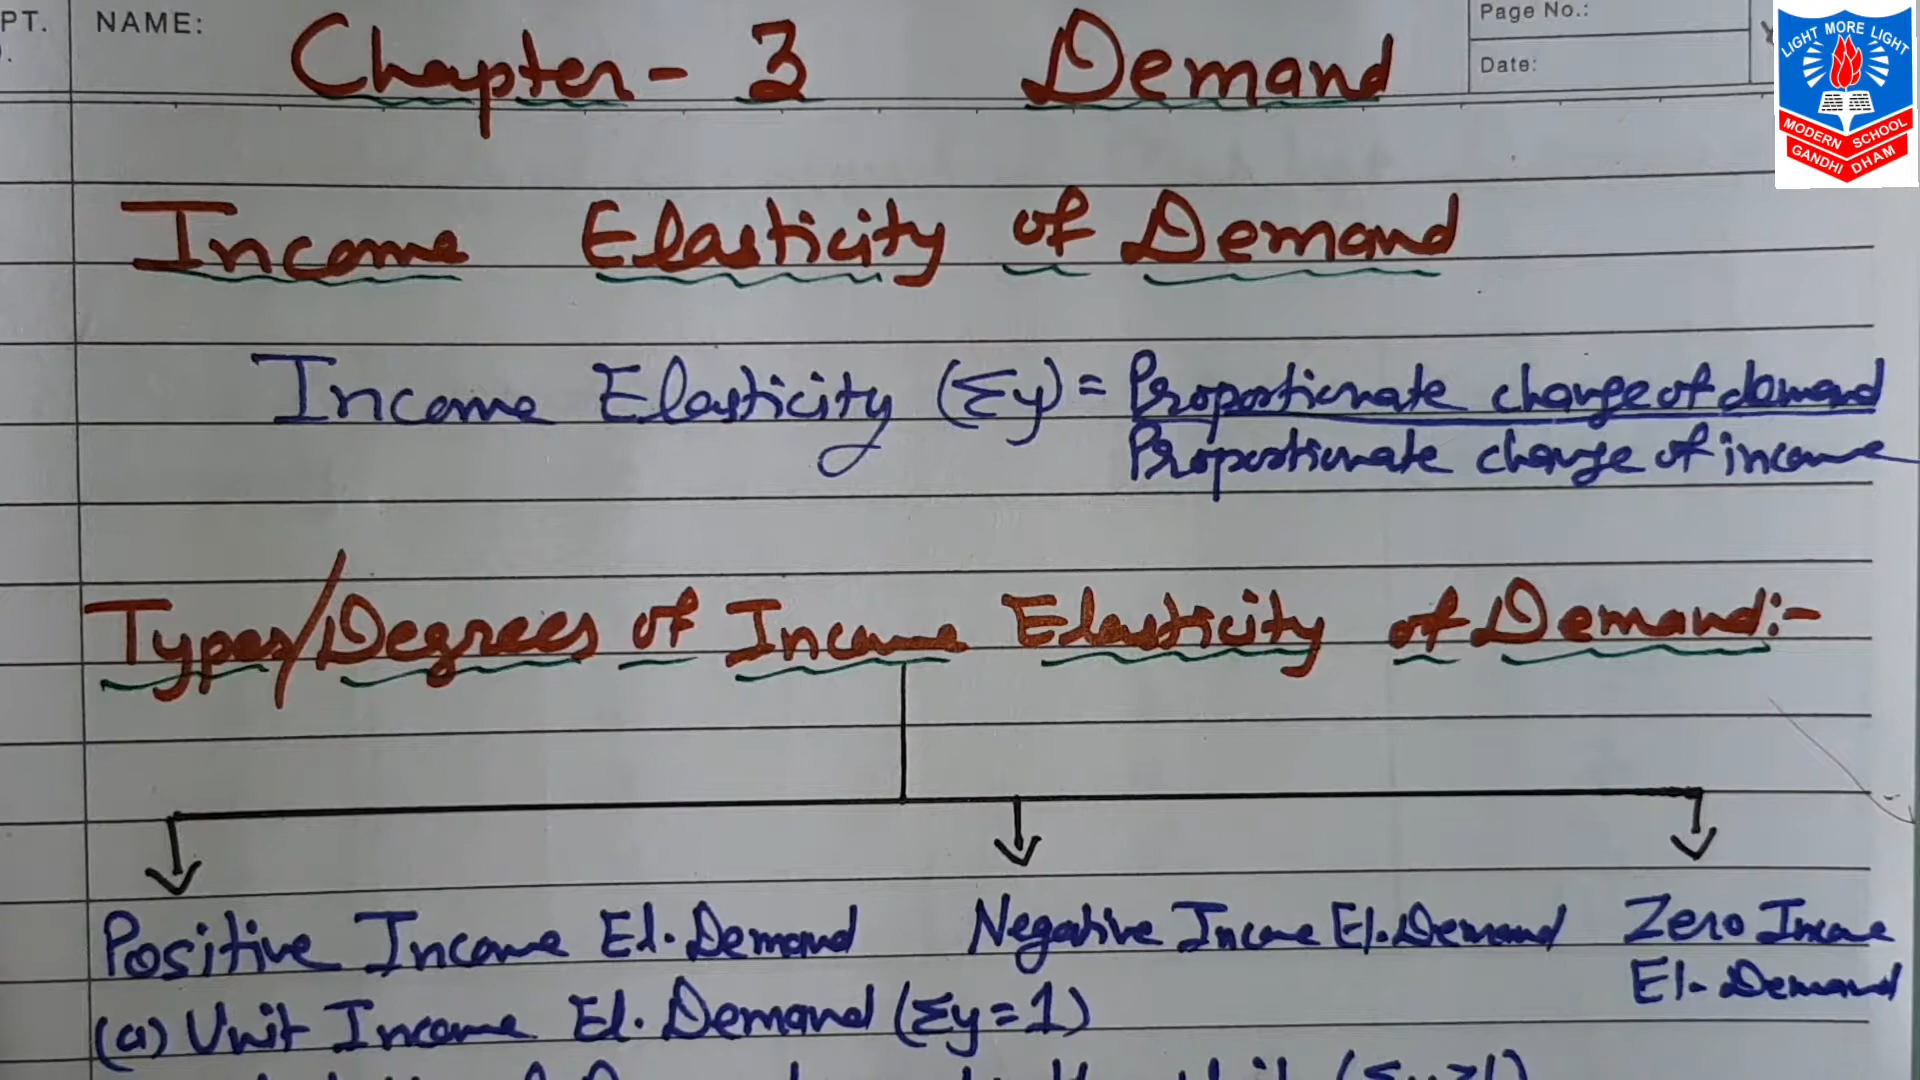 PT. NAME: Chapter - 3 Demand Page No.:
Date:
LIGHT MORE LIGHT
MODERN SCHOOL
GANDHI DHAM
Income Elasticity of Demand
Income Elasticity (Σy) = Proportionate change of demand
Proportionate change of income
Types/Degrees of Income Elasticity of Demand:-
Positive Income El. Demand Negative Income El. Demand Zero Income
El. Demand
(a) Unit Income El. Demand (Σy = 1)